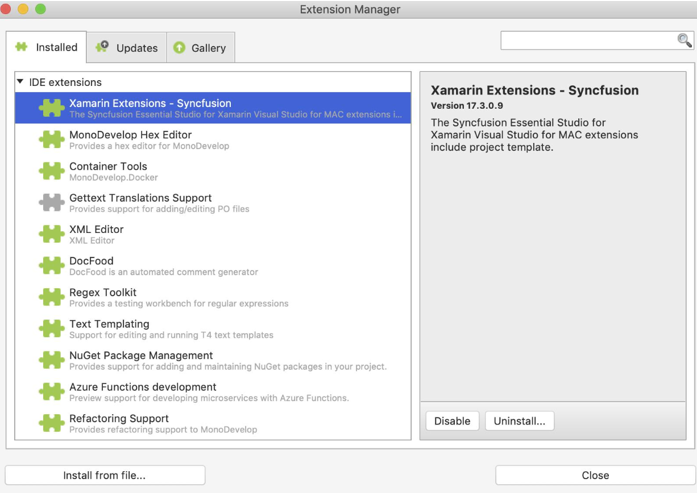 Extension Manager
Installed
Updates
Gallery
IDE extensions
Xamarin Extensions - Syncfusion
The Syncfusion Essential Studio for Xamarin Visual Studio for MAC extensions i...
MonoDevelop Hex Editor
Provides a hex editor for MonoDevelop
Container Tools
MonoDevelop.Docker
Gettext Translations Support
Provides support for adding/editing PO files
XML Editor
XML Editor
DocFood
DocFood is an automated comment generator
Regex Toolkit
Provides a testing workbench for regular expressions
Text Templating
Support for editing and running T4 text templates
NuGet Package Management
Provides support for adding and maintaining NuGet packages in your project.
Azure Functions development
Preview support for developing microservices with Azure Functions.
Refactoring Support
Provides refactoring support to MonoDevelop
Xamarin Extensions - Syncfusion
Version 17.3.0.9
The Syncfusion Essential Studio for
Xamarin Visual Studio for MAC extensions
include project template.
Disable
Uninstall...
Install from file...
Close